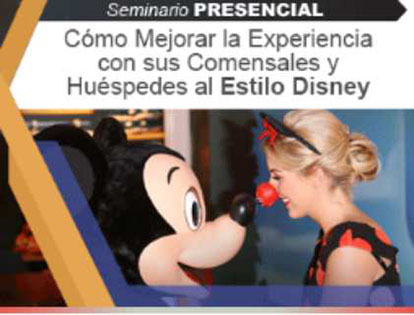 Seminario PRESENCIAL
Cómo Mejorar la Experiencia
con sus Comensales y
Huéspedes al Estilo Disney